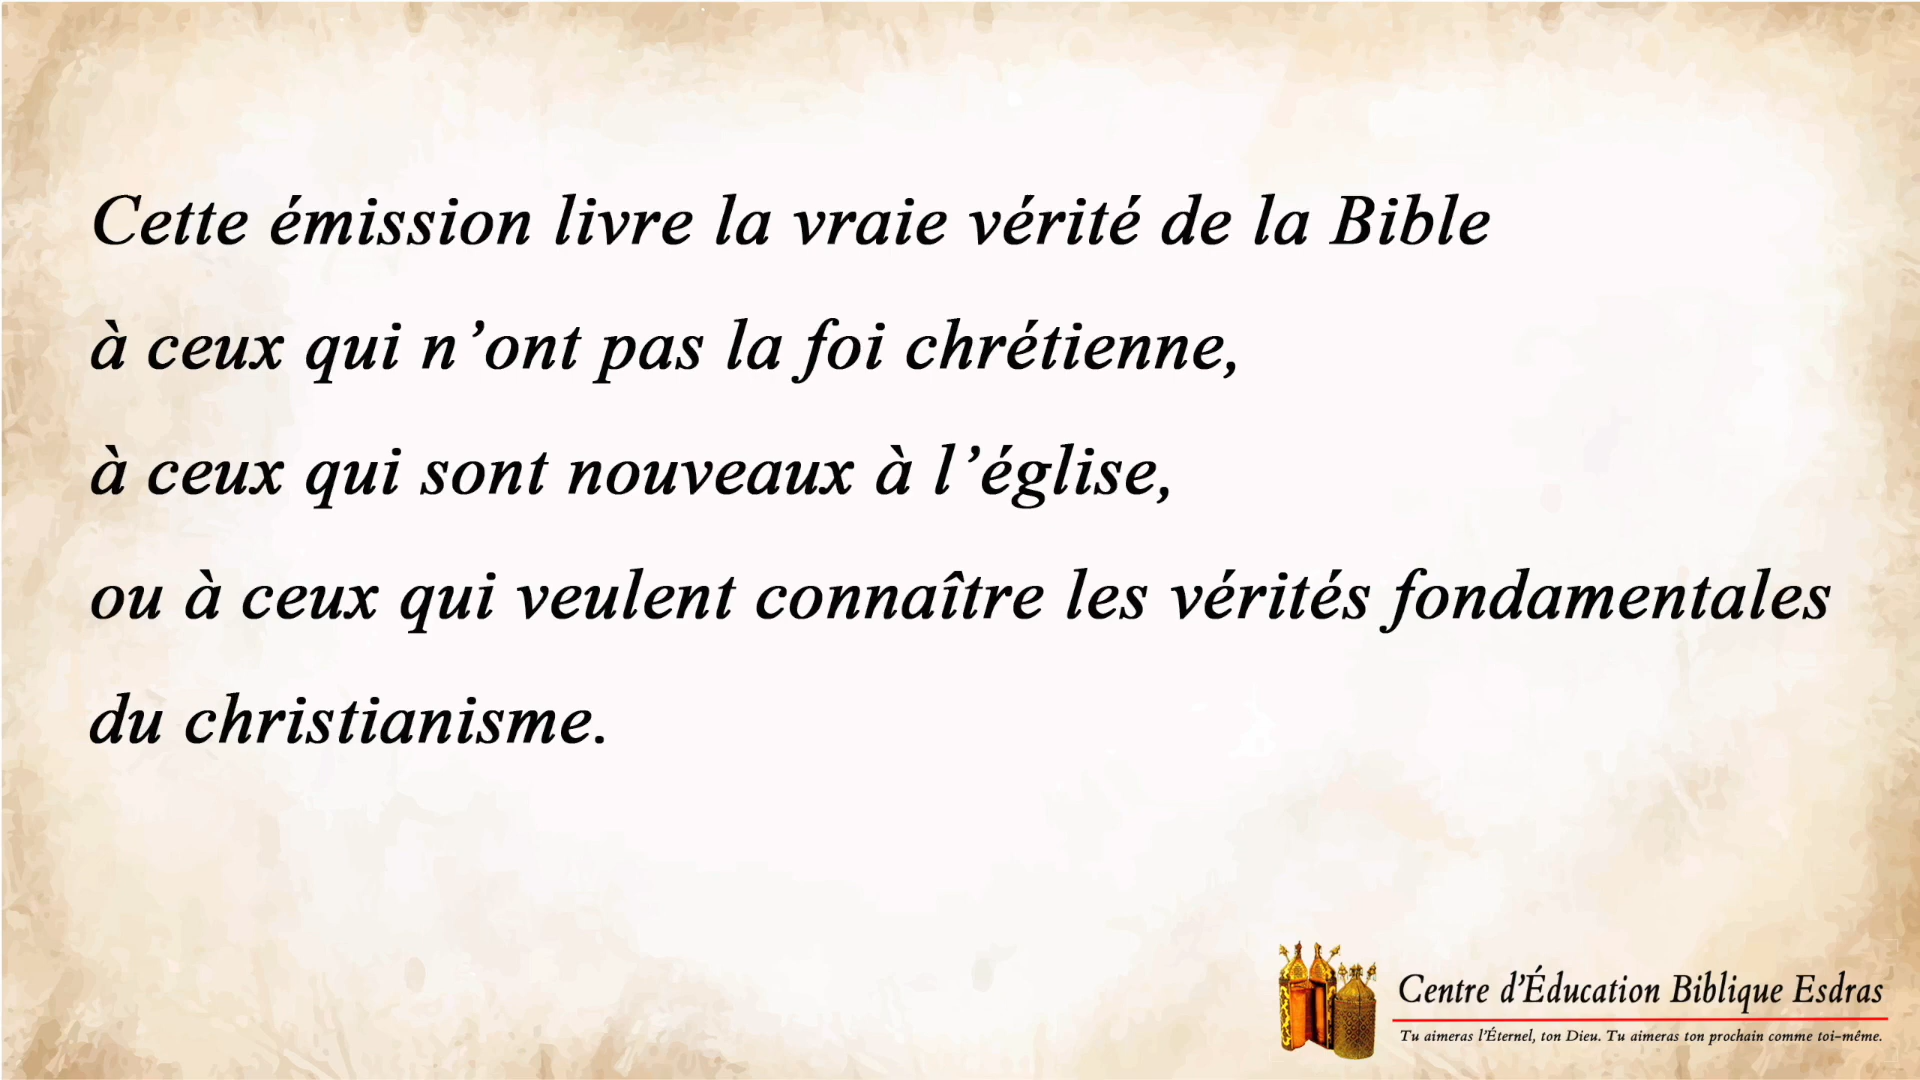 Cette émission livre la vraie vérité de la Bible
à ceux qui n’ont pas la foi chrétienne,
à ceux qui sont nouveaux à l’église,
ou à ceux qui veulent connaître les vérités fondamentales
du christianisme.
Centre d’Éducation Biblique Esdras
Tu aimeras l’Éternel, ton Dieu. Tu aimeras ton prochain comme toi-même.